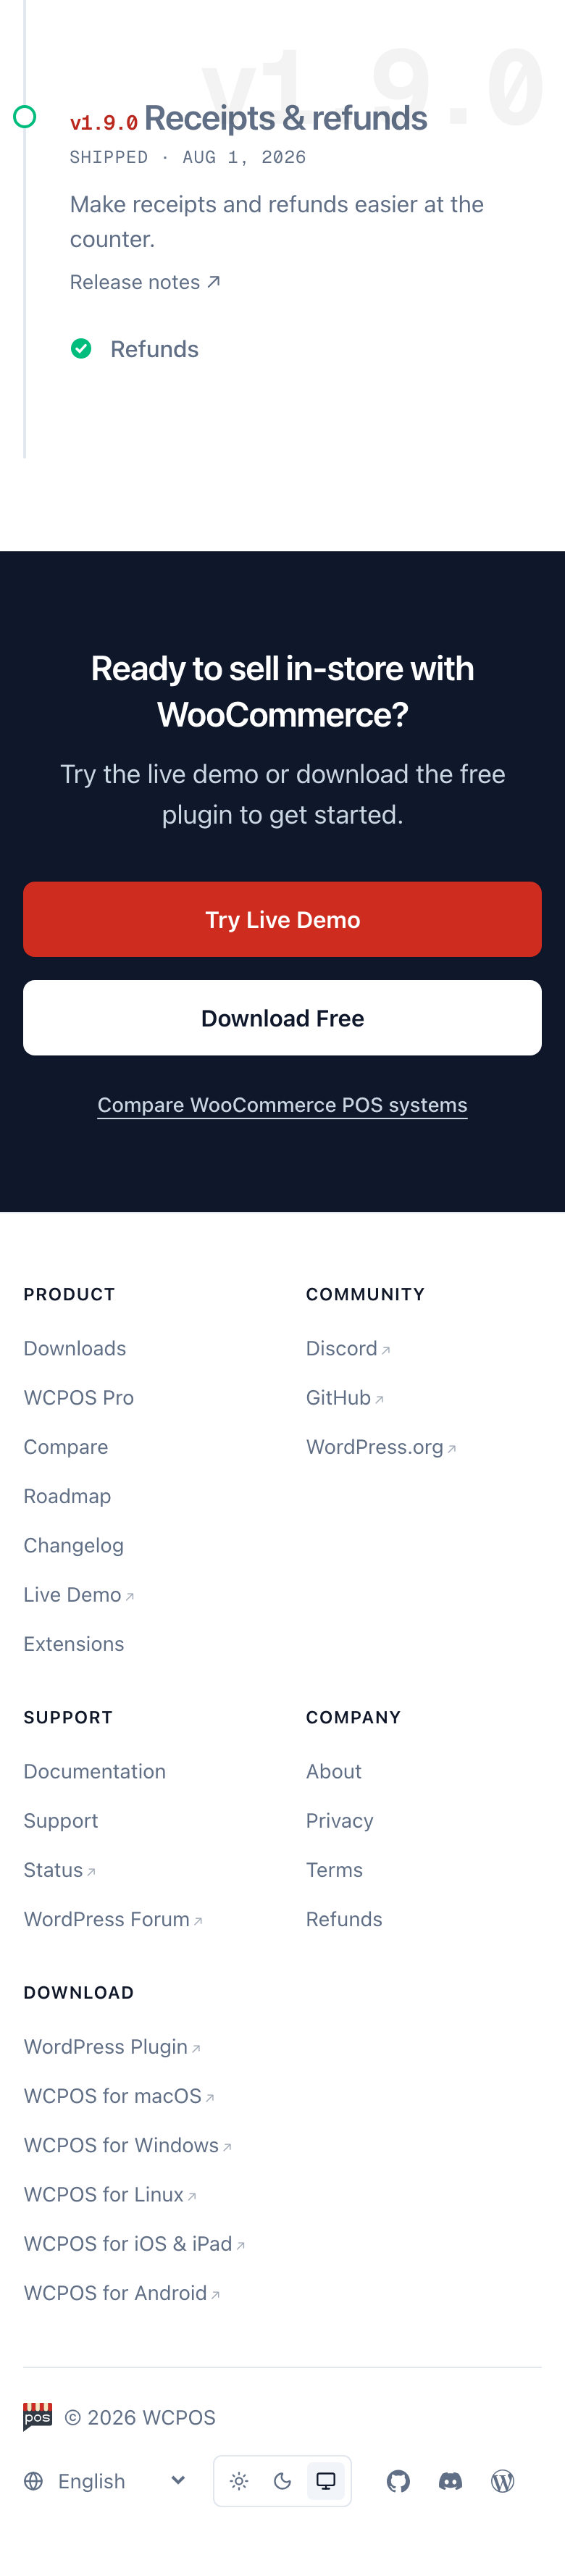 v1.9.0
v1.9.0 Receipts & refunds
SHIPPED · AUG 1, 2026
Make receipts and refunds easier at the
counter.
Release notes ↗
Refunds
Ready to sell in-store with
WooCommerce?
Try the live demo or download the free
plugin to get started.
Try Live Demo
Download Free
Compare WooCommerce POS systems
PRODUCT
Downloads
WCPOS Pro
Compare
Roadmap
Changelog
Live Demo ↗
Extensions
COMMUNITY
Discord ↗
GitHub ↗
WordPress.org ↗
SUPPORT
Documentation
Support
Status ↗
WordPress Forum ↗
COMPANY
About
Privacy
Terms
Refunds
DOWNLOAD
WordPress Plugin ↗
WCPOS for macOS ↗
WCPOS for Windows ↗
WCPOS for Linux ↗
WCPOS for iOS & iPad ↗
WCPOS for Android ↗
pos © 2026 WCPOS
English